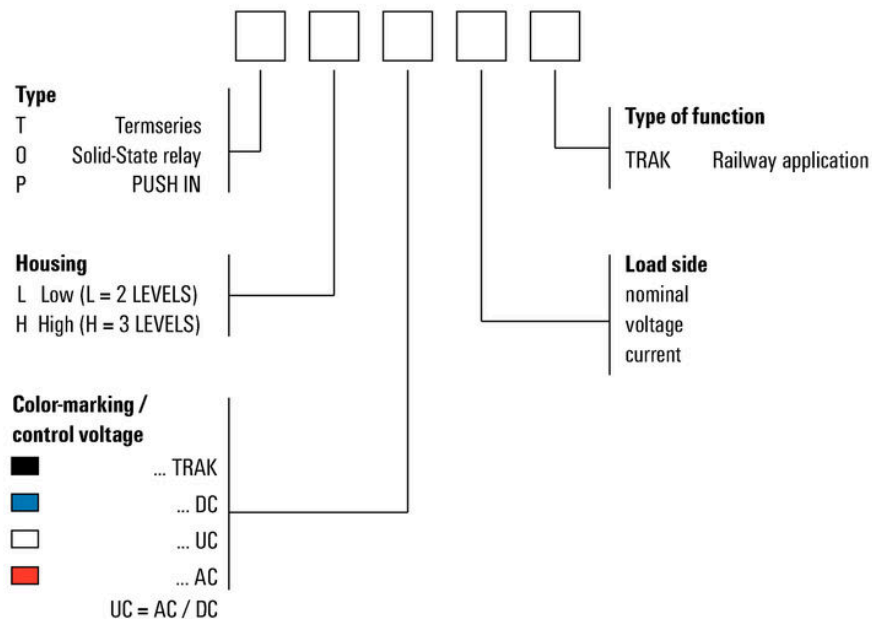 Type
T Termseries
O Solid-State relay
P PUSH IN
Housing
L Low (L = 2 LEVELS)
H High (H = 3 LEVELS)
Color-marking /
control voltage
... TRAK
... DC
... UC
... AC
UC = AC / DC
Type of function
TRAK Railway application
Load side
nominal
voltage
current